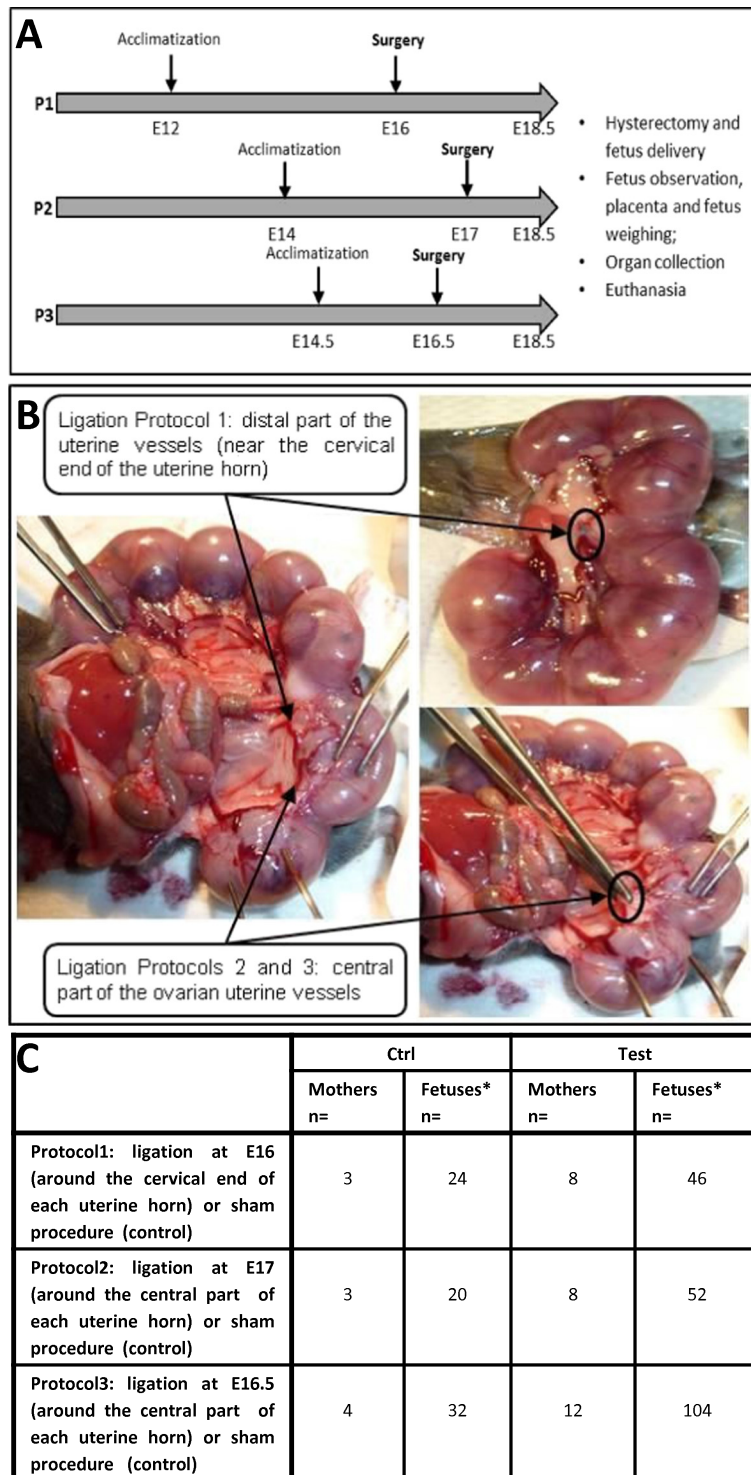 A
Acclimatization
Surgery
P1
E12
E16
E18.5
Acclimatization
Surgery
P2
E14
E17
E18.5
Acclimatization
Surgery
P3
E14.5
E16.5
E18.5
• Hysterectomy and
fetus delivery
• Fetus observation,
placenta and fetus
weighing;
• Organ collection
• Euthanasia
B
Ligation Protocol 1: distal part of the
uterine vessels (near the cervical
end of the uterine horn)
Ligation Protocols 2 and 3: central
part of the ovarian uterine vessels
C
Ctrl
Test
Mothers
n=
Fetuses*
n=
Mothers
n=
Fetuses*
n=
Protocol1: ligation at E16
(around the cervical end of
each uterine horn) or sham
procedure (control)
3
24
8
46
Protocol2: ligation at E17
(around the central part of
each uterine horn) or sham
procedure (control)
3
20
8
52
Protocol3: ligation at E16.5
(around the central part of
each uterine horn) or sham
procedure (control)
4
32
12
104